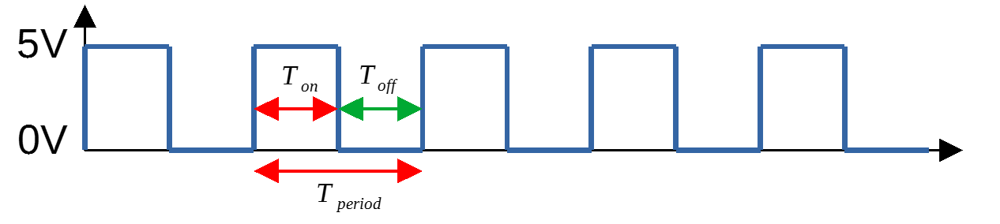 5V
T on
T off
0V
T period